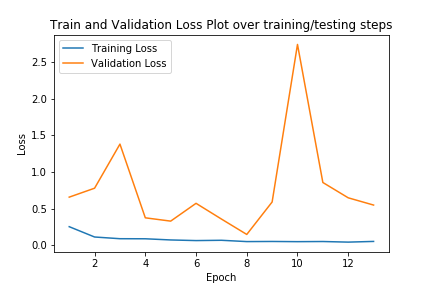 Train and Validation Loss Plot over training/testing steps
Training Loss
Validation Loss
2.5
2.0
1.5
1.0
0.5
0.0
Loss
2 4 6 8 10 12
Epoch